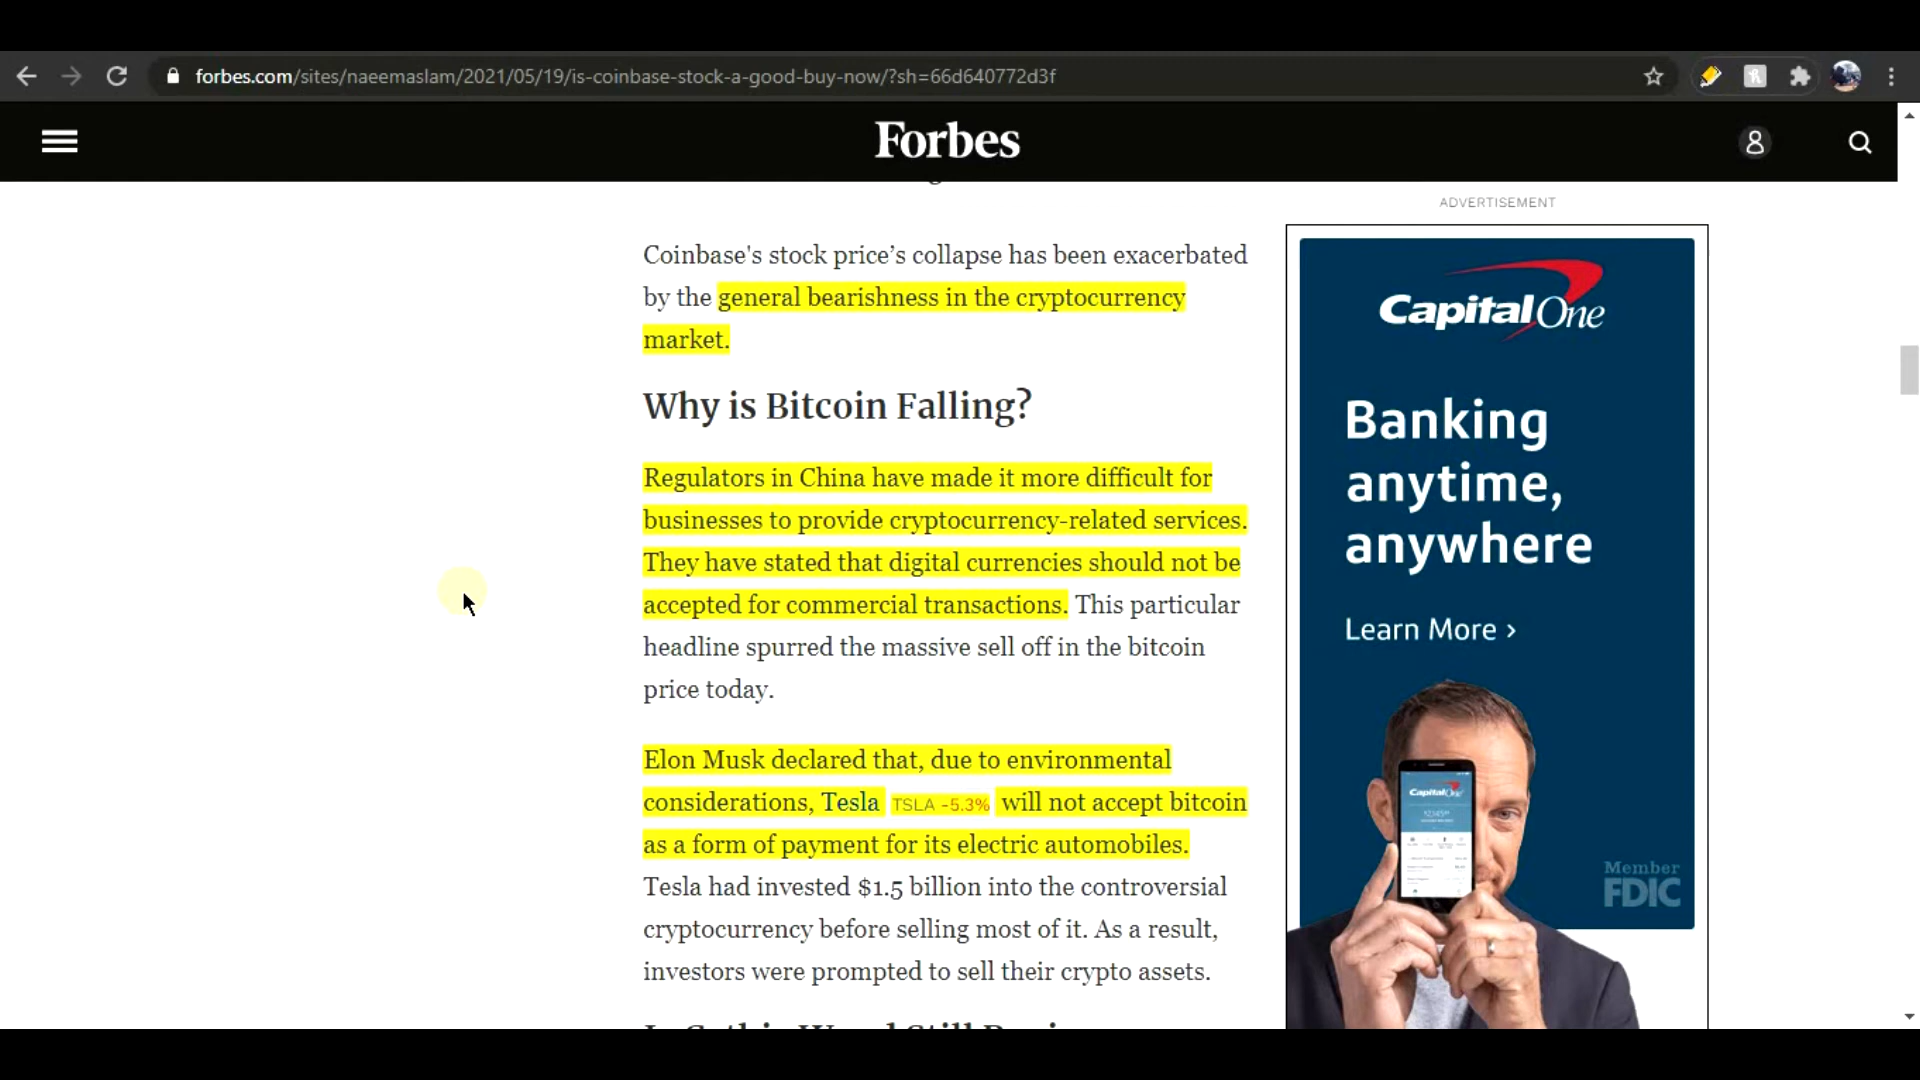 forbes.com/sites/naeemaslam/2021/05/19/is-coinbase-stock-a-good-buy-now/?sh=66d640772d3f
Forbes
Coinbase's stock price’s collapse has been exacerbated
by the general bearishness in the cryptocurrency
market.
Why is Bitcoin Falling?
Regulators in China have made it more difficult for
businesses to provide cryptocurrency-related services.
They have stated that digital currencies should not be
accepted for commercial transactions. This particular
headline spurred the massive sell off in the bitcoin
price today.
Elon Musk declared that, due to environmental
considerations, Tesla TSLA -5.3% will not accept bitcoin
as a form of payment for its electric automobiles.
Tesla had invested $1.5 billion into the controversial
cryptocurrency before selling most of it. As a result,
investors were prompted to sell their crypto assets.
ADVERTISEMENT
Capital One
Banking
anytime,
anywhere
Learn More ›
Capital One
Member
FDIC